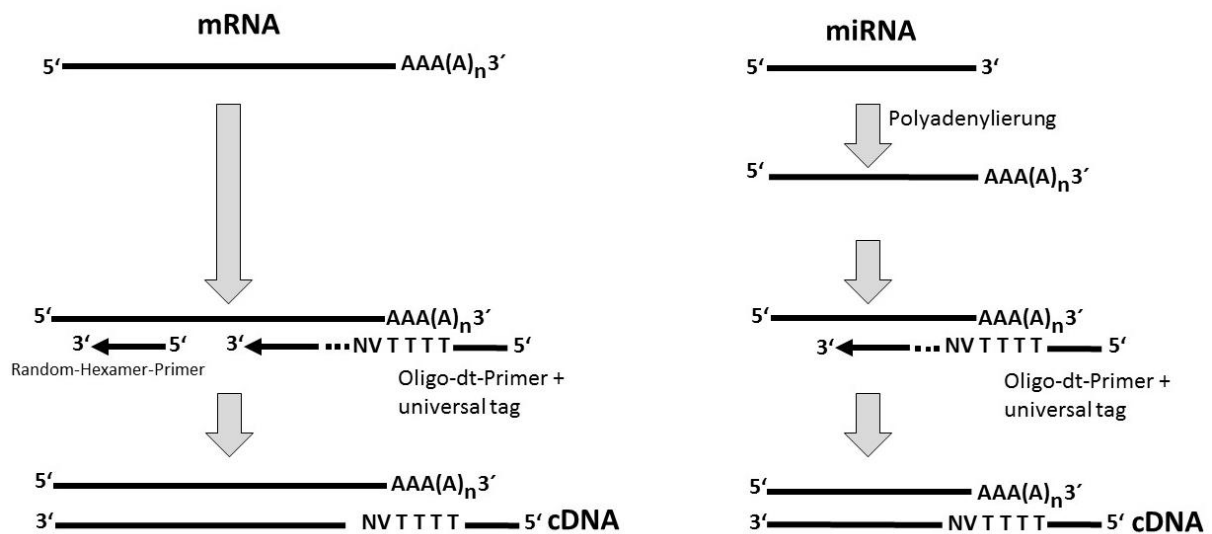 mRNA
5‘ AAA(A)n3´
5‘ AAA(A)n3´
3‘ 5‘ 3‘ NV T T T T 5‘
Random-Hexamer-Primer
Oligo-dt-Primer +
universal tag
5‘ AAA(A)n3´
3‘ NV T T T T 5‘ cDNA
miRNA
5‘ 3‘
Polyadenylierung
5‘ AAA(A)n3´
5‘ AAA(A)n3´
3‘ NV T T T T 5‘
Oligo-dt-Primer +
universal tag
5‘ AAA(A)n3´
3‘ NV T T T T 5‘ cDNA